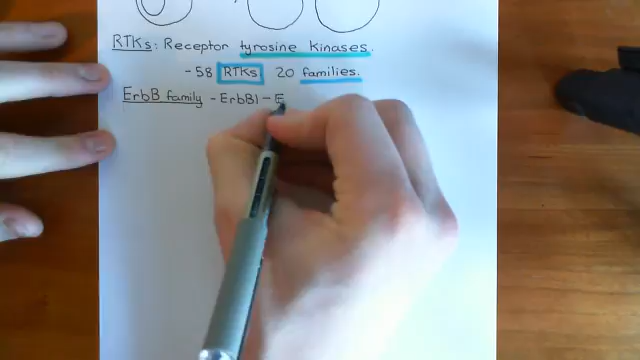 RTKs: Receptor tyrosine kinases.
- 58 RTKs 20 families.
ErbB family - ErbB1 - E